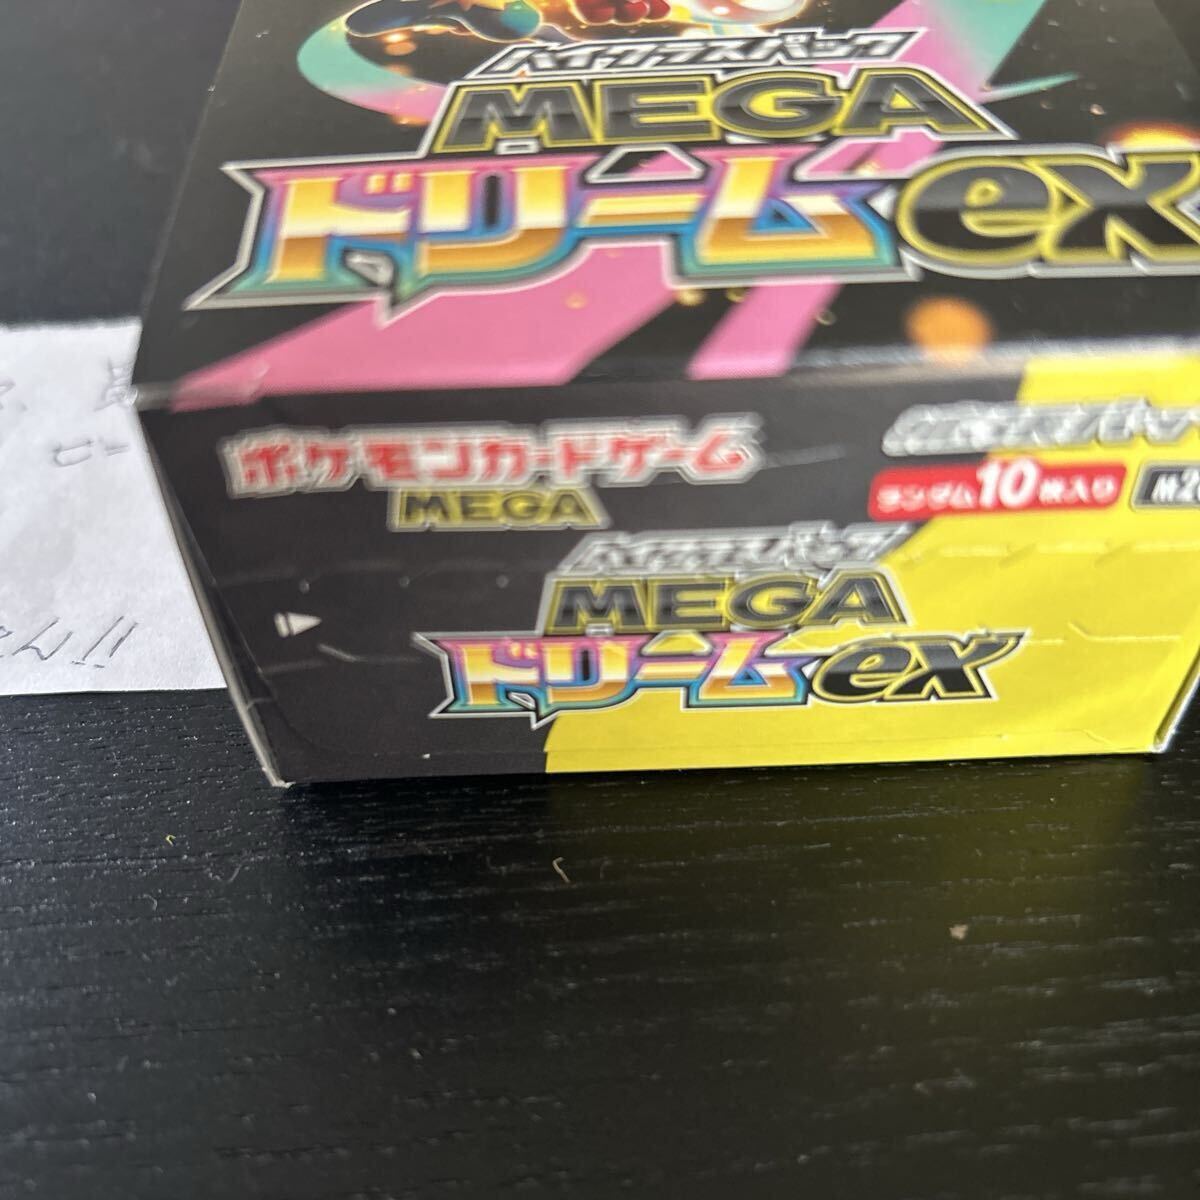 ハイクラスパック
MEGA
ドリームex
ポケモンカードゲーム
MEGA
ランダム10枚入り
M2
ハイクラスパック
MEGA
ドリームex
!!